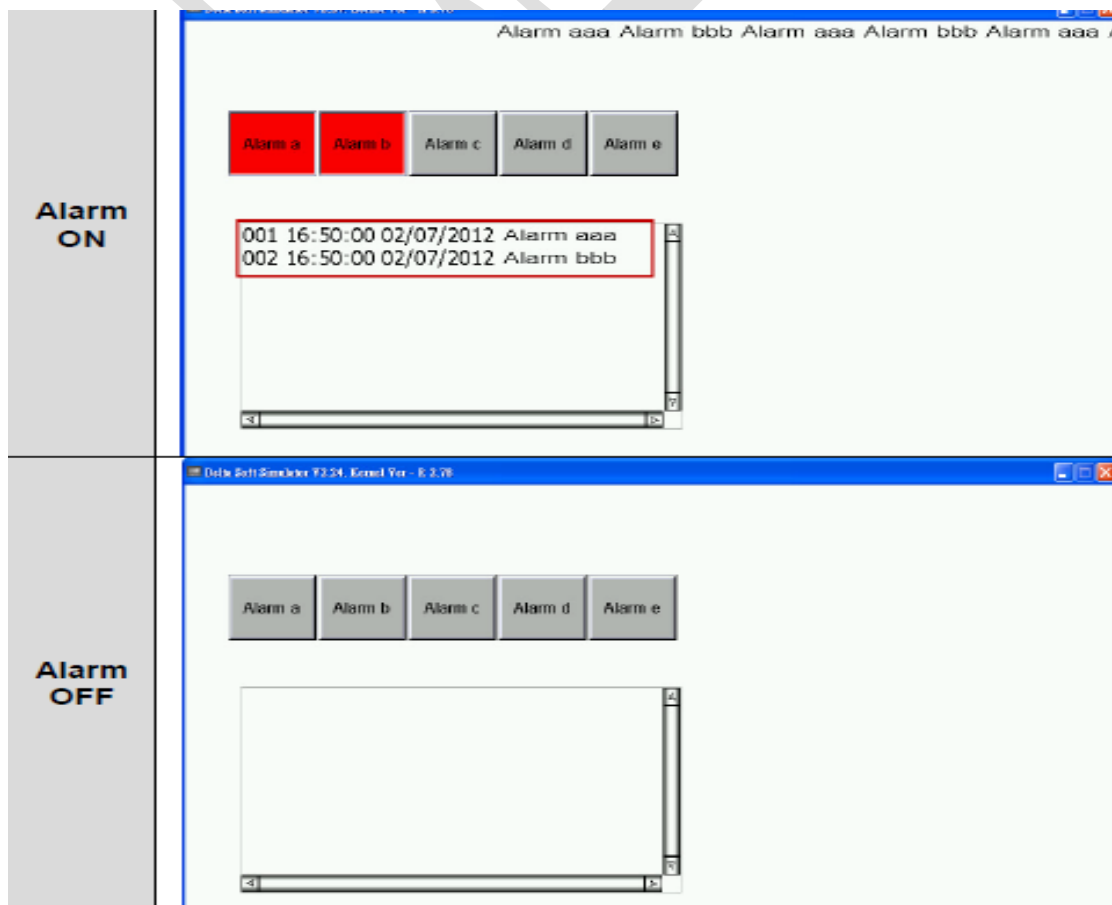 Alarm aaa Alarm bbb Alarm aaa Alarm bbb Alarm aaa
Alarm a Alarm b Alarm c Alarm d Alarm e
Alarm
ON
001 16:50:00 02/07/2012 Alarm aaa
002 16:50:00 02/07/2012 Alarm bbb
Delta Soft Simulator V3.24, Kernel Ver - R 3.78
Alarm a Alarm b Alarm c Alarm d Alarm e
Alarm
OFF